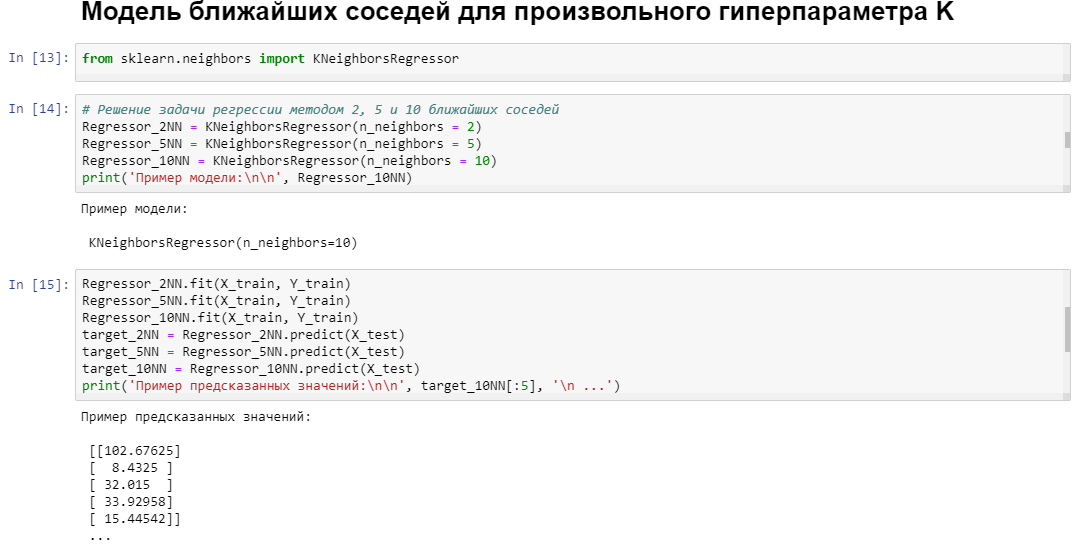 Модель ближайших соседей для произвольного гиперпараметра K
In [13]: from sklearn.neighbors import KNeighborsRegressor
In [14]: # Решение задачи регрессии методом 2, 5 и 10 ближайших соседей
Regressor_2NN = KNeighborsRegressor(n_neighbors = 2)
Regressor_5NN = KNeighborsRegressor(n_neighbors = 5)
Regressor_10NN = KNeighborsRegressor(n_neighbors = 10)
print('Пример модели:\n\n', Regressor_10NN)
Пример модели:
KNeighborsRegressor(n_neighbors=10)
In [15]: Regressor_2NN.fit(X_train, Y_train)
Regressor_5NN.fit(X_train, Y_train)
Regressor_10NN.fit(X_train, Y_train)
target_2NN = Regressor_2NN.predict(X_test)
target_5NN = Regressor_5NN.predict(X_test)
target_10NN = Regressor_10NN.predict(X_test)
print('Пример предсказанных значений:\n\n', target_10NN[:5], '\n ...')
Пример предсказанных значений:
[[102.67625]
[  8.4325 ]
[ 32.015  ]
[ 33.92958]
[ 15.44542]]
...